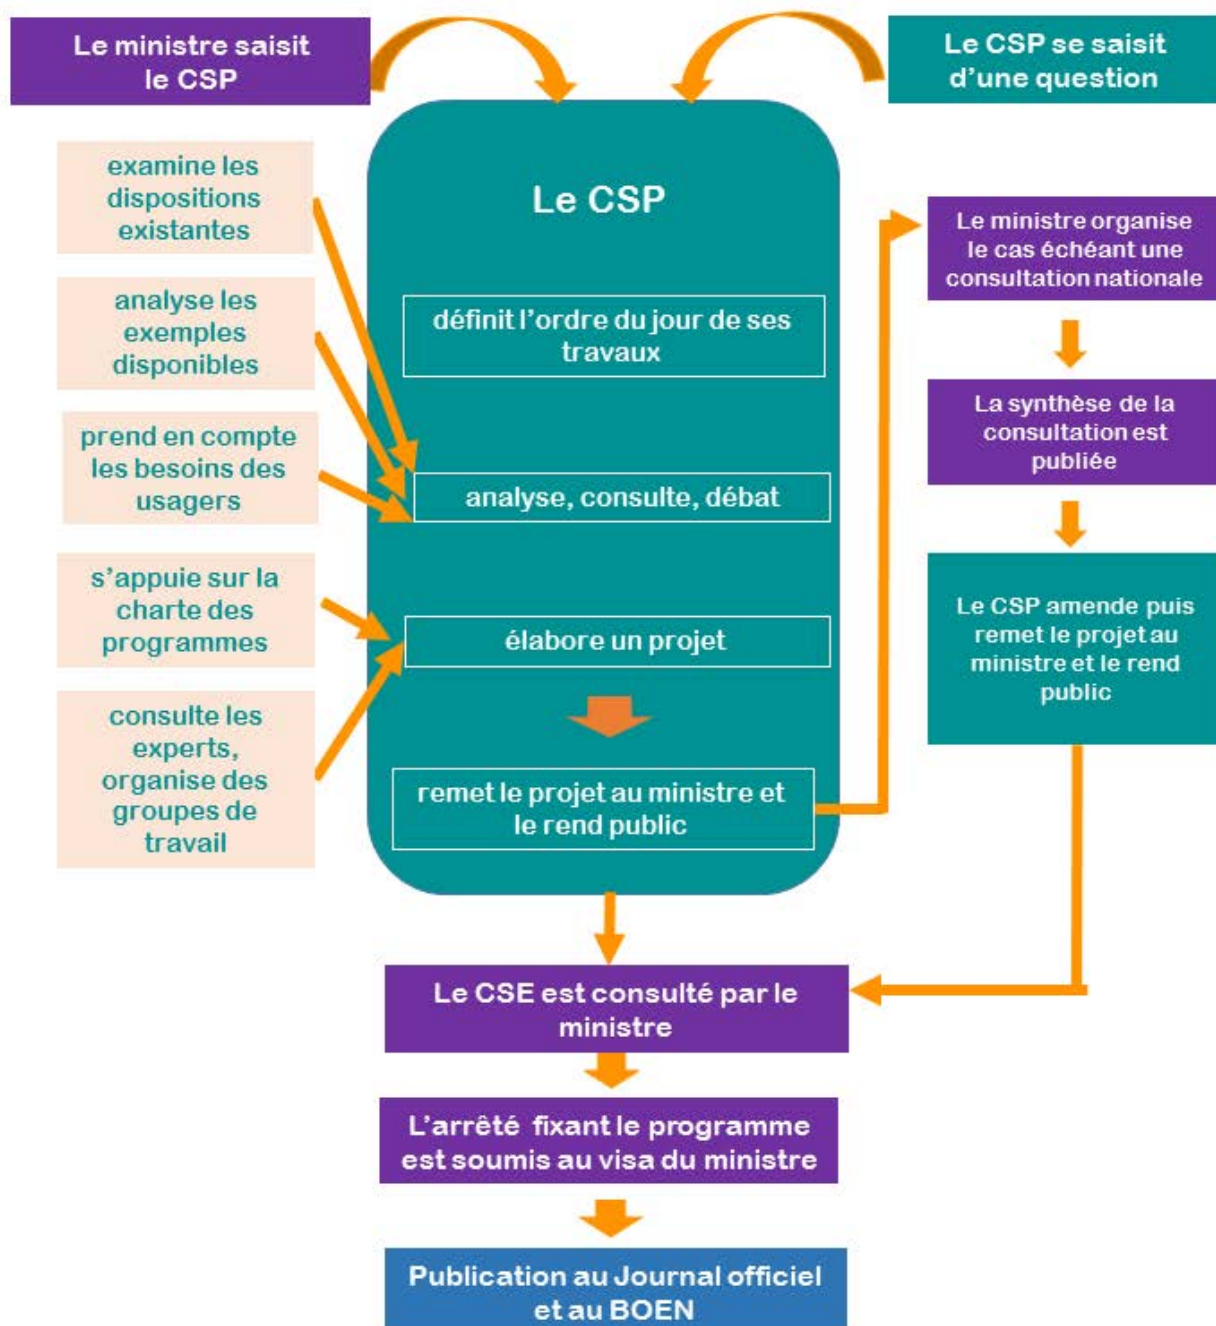 Le ministre saisit
le CSP
Le CSP se saisit
d'une question
examine les
dispositions
existantes
analyse les
exemples
disponibles
prend en compte
les besoins des
usagers
s'appuie sur la
charte des
programmes
consulte les
experts,
organise des
groupes de
travail
Le CSP
définit l'ordre du jour de ses
travaux
analyse, consulte, débat
élabore un projet
remet le projet au ministre et
le rend public
Le ministre organise
le cas échéant une
consultation nationale
La synthèse de la
consultation est
publiée
Le CSP amende puis
remet le projet au
ministre et le rend
public
Le CSE est consulté par le
ministre
L'arrêté fixant le programme
est soumis au visa du ministre
Publication au Journal officiel
et au BOEN